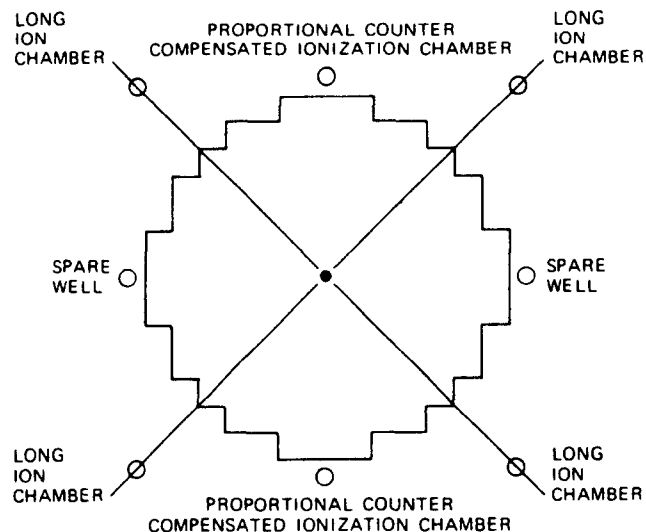 LONG
ION
CHAMBER
PROPORTIONAL COUNTER
COMPENSATED IONIZATION CHAMBER
LONG
ION
CHAMBER
SPARE
WELL
SPARE
WELL
LONG
ION
CHAMBER
PROPORTIONAL COUNTER
COMPENSATED IONIZATION CHAMBER
LONG
ION
CHAMBER